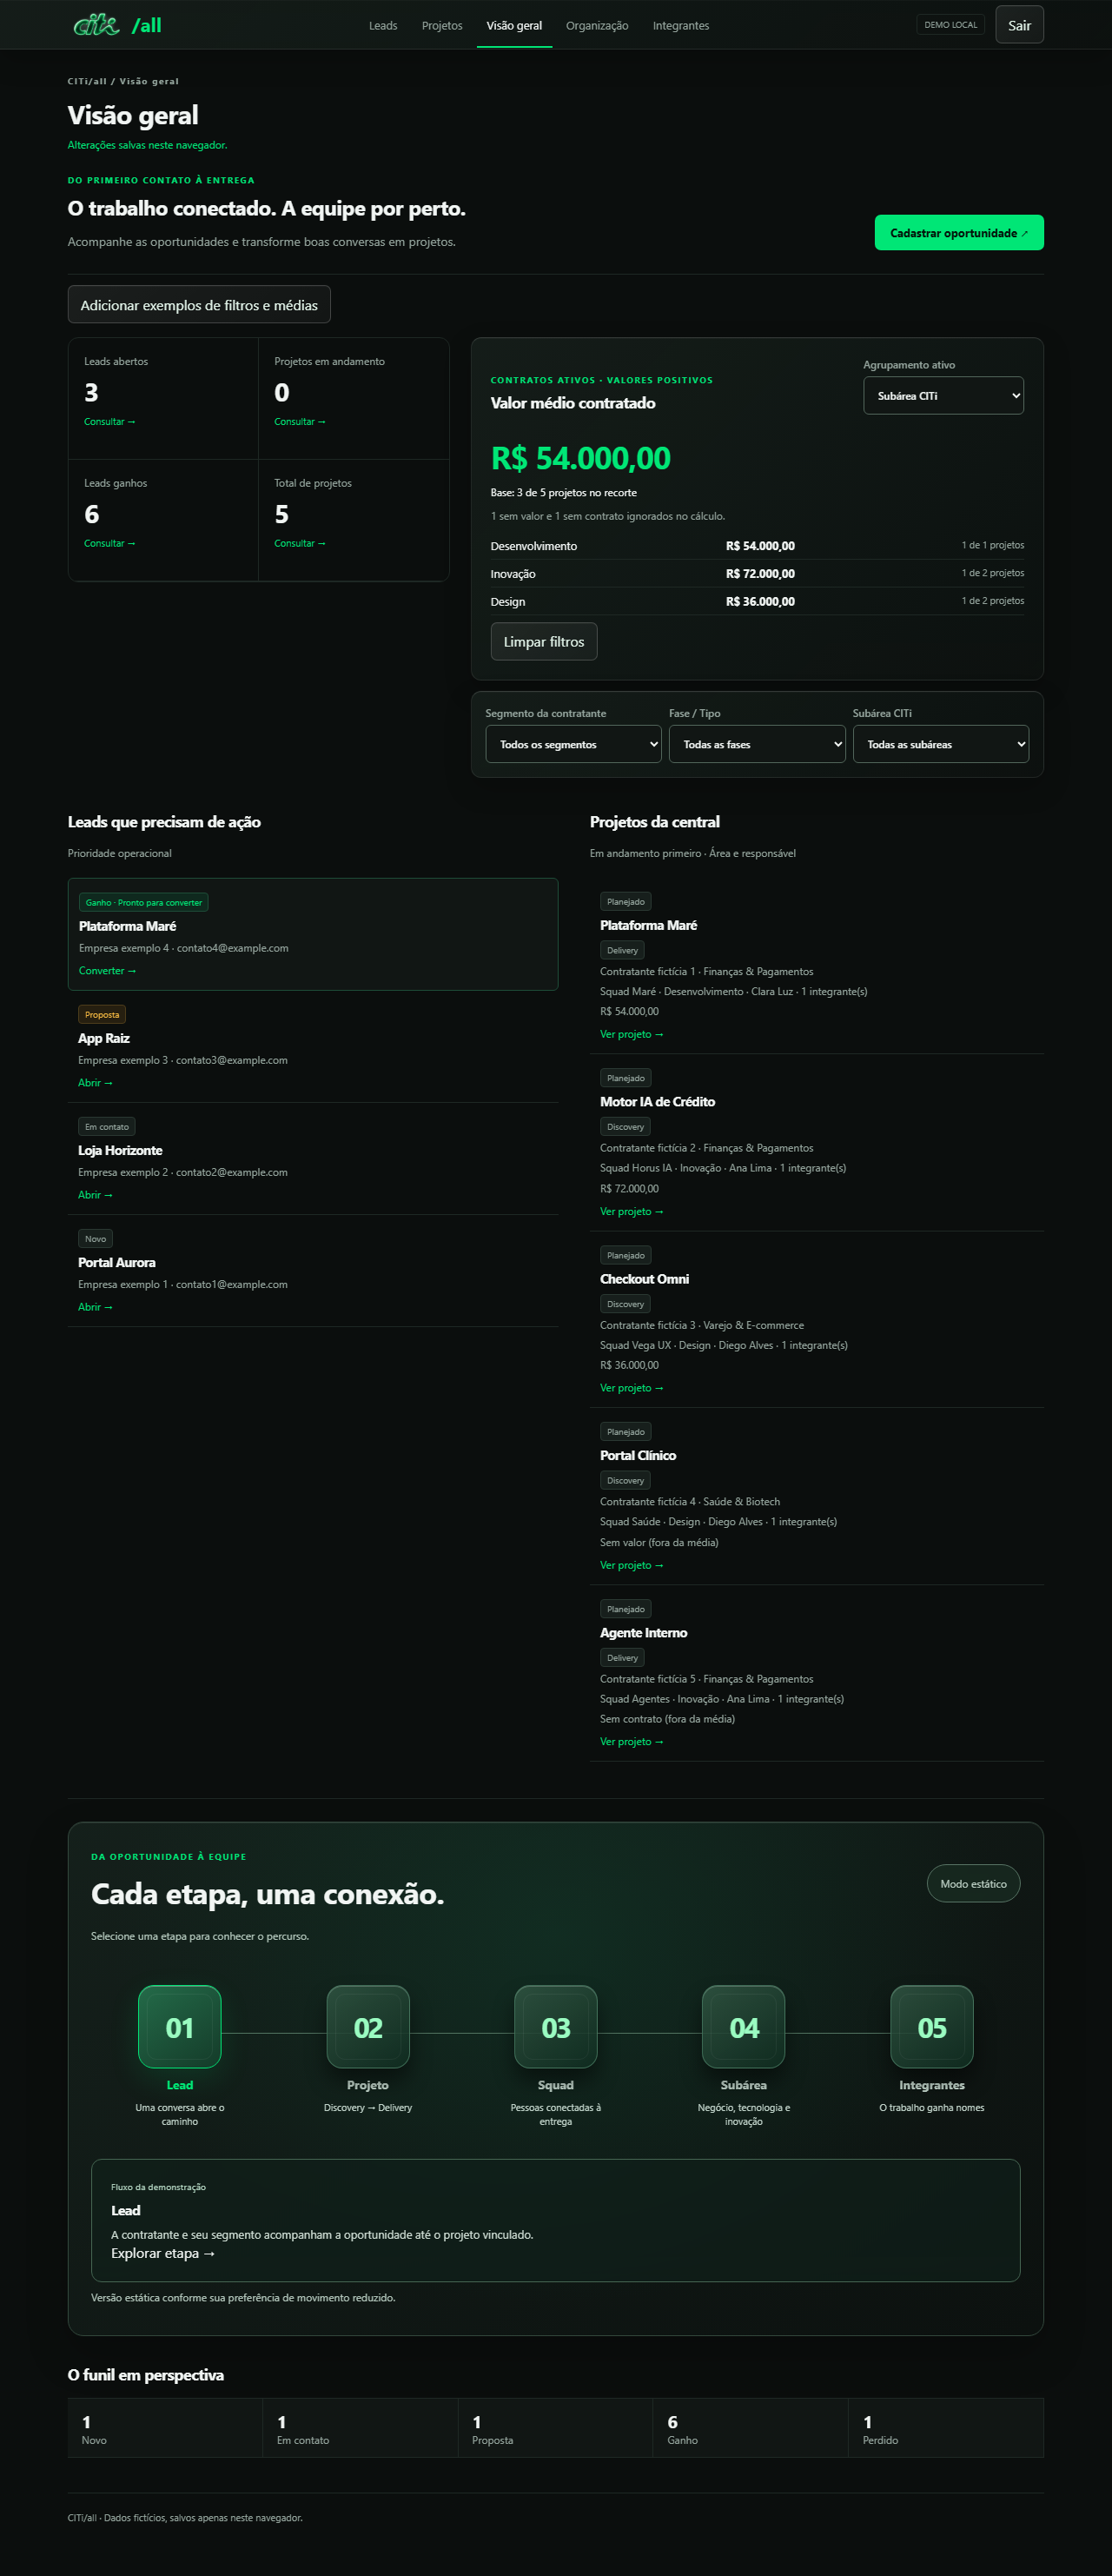 citi /all
Leads
Projetos
Visão geral
Organização
Integrantes
DEMO LOCAL
Sair
CITi/all / Visão geral
Visão geral
Alterações salvas neste navegador.
DO PRIMEIRO CONTATO À ENTREGA
O trabalho conectado. A equipe por perto.
Acompanhe as oportunidades e transforme boas conversas em projetos.
Cadastrar oportunidade ↗
Adicionar exemplos de filtros e médias
Leads abertos
3
Consultar →
Projetos em andamento
0
Consultar →
Leads ganhos
6
Consultar →
Total de projetos
5
Consultar →
CONTRATOS ATIVOS · VALORES POSITIVOS
Valor médio contratado
Agrupamento ativo
Subárea CITi
R$ 54.000,00
Base: 3 de 5 projetos no recorte
1 sem valor e 1 sem contrato ignorados no cálculo.
Desenvolvimento R$ 54.000,00 1 de 1 projetos
Inovação R$ 72.000,00 1 de 2 projetos
Design R$ 36.000,00 1 de 2 projetos
Limpar filtros
Segmento da contratante
Todos os segmentos
Fase / Tipo
Todas as fases
Subárea CITi
Todas as subáreas
Leads que precisam de ação
Prioridade operacional
Ganho · Pronto para converter
Plataforma Maré
Empresa exemplo 4 · contato4@example.com
Converter →
Proposta
App Raiz
Empresa exemplo 3 · contato3@example.com
Abrir →
Em contato
Loja Horizonte
Empresa exemplo 2 · contato2@example.com
Abrir →
Novo
Portal Aurora
Empresa exemplo 1 · contato1@example.com
Abrir →
Projetos da central
Em andamento primeiro · Área e responsável
Planejado
Plataforma Maré
Delivery
Contratante fictícia 1 · Finanças & Pagamentos
Squad Maré · Desenvolvimento · Clara Luz · 1 integrante(s)
R$ 54.000,00
Ver projeto →
Planejado
Motor IA de Crédito
Discovery
Contratante fictícia 2 · Finanças & Pagamentos
Squad Horus IA · Inovação · Ana Lima · 1 integrante(s)
R$ 72.000,00
Ver projeto →
Planejado
Checkout Omni
Discovery
Contratante fictícia 3 · Varejo & E-commerce
Squad Vega UX · Design · Diego Alves · 1 integrante(s)
R$ 36.000,00
Ver projeto →
Planejado
Portal Clínico
Discovery
Contratante fictícia 4 · Saúde & Biotech
Squad Saúde · Design · Diego Alves · 1 integrante(s)
Sem valor (fora da média)
Ver projeto →
Planejado
Agente Interno
Delivery
Contratante fictícia 5 · Finanças & Pagamentos
Squad Agentes · Inovação · Ana Lima · 1 integrante(s)
Sem contrato (fora da média)
Ver projeto →
DA OPORTUNIDADE À EQUIPE
Cada etapa, uma conexão.
Modo estático
Selecione uma etapa para conhecer o percurso.
01
Lead
Uma conversa abre o
caminho
02
Projeto
Discovery → Delivery
03
Squad
Pessoas conectadas à
entrega
04
Subárea
Negócio, tecnologia e
inovação
05
Integrantes
O trabalho ganha nomes
Fluxo da demonstração
Lead
A contratante e seu segmento acompanham a oportunidade até o projeto vinculado.
Explorar etapa →
Versão estática conforme sua preferência de movimento reduzido.
O funil em perspectiva
1
Novo
1
Em contato
1
Proposta
6
Ganho
1
Perdido
CITi/all · Dados fictícios, salvos apenas neste navegador.